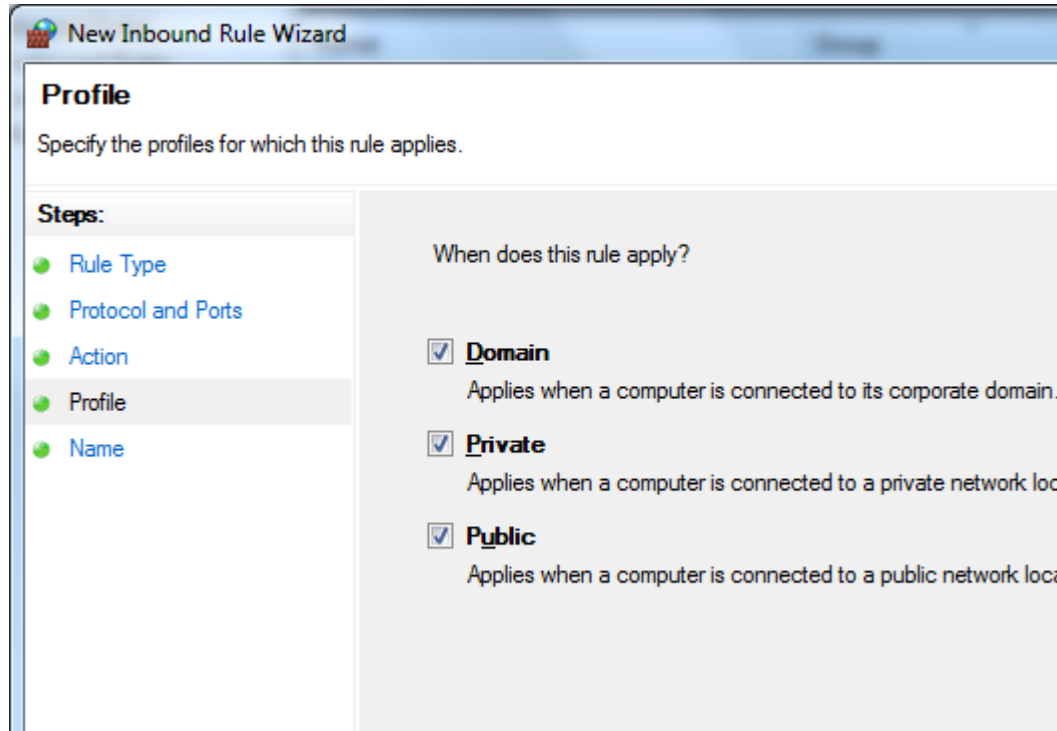 New Inbound Rule Wizard
Profile
Specify the profiles for which this rule applies.
Steps:
Rule Type
Protocol and Ports
Action
Profile
Name
When does this rule apply?
Domain
Applies when a computer is connected to its corporate domain.
Private
Applies when a computer is connected to a private network
Public
Applies when a computer is connected to a public network